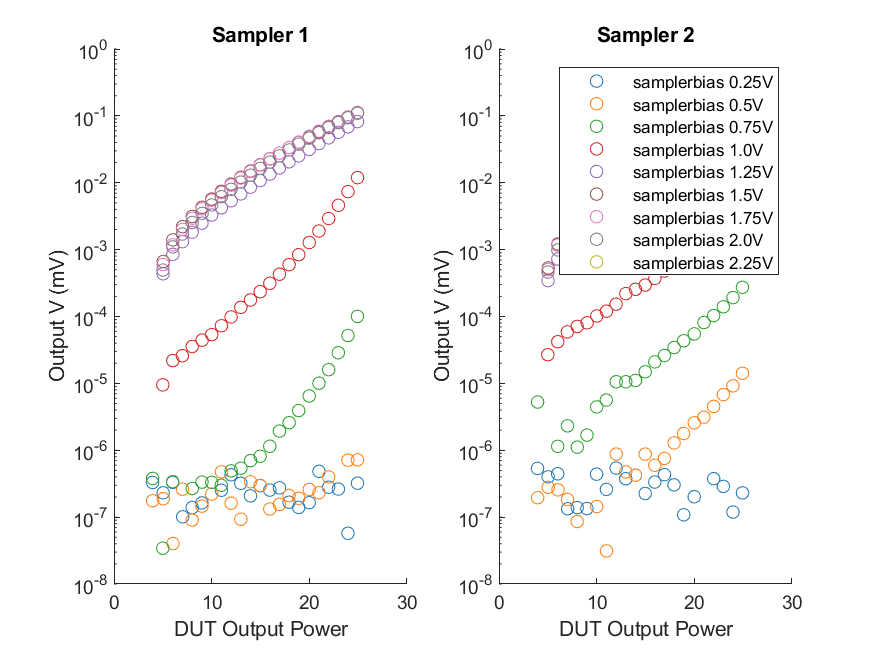 Sampler 1
10^0
10^-1
10^-2
10^-3
10^-4
10^-5
10^-6
10^-7
10^-8
Output V (mV)
0 10 20 30
DUT Output Power
Sampler 2
10^0
10^-1
10^-2
10^-3
10^-4
10^-5
10^-6
10^-7
10^-8
Output V (mV)
samplerbias 0.25V
samplerbias 0.5V
samplerbias 0.75V
samplerbias 1.0V
samplerbias 1.25V
samplerbias 1.5V
samplerbias 1.75V
samplerbias 2.0V
samplerbias 2.25V
0 10 20 30
DUT Output Power